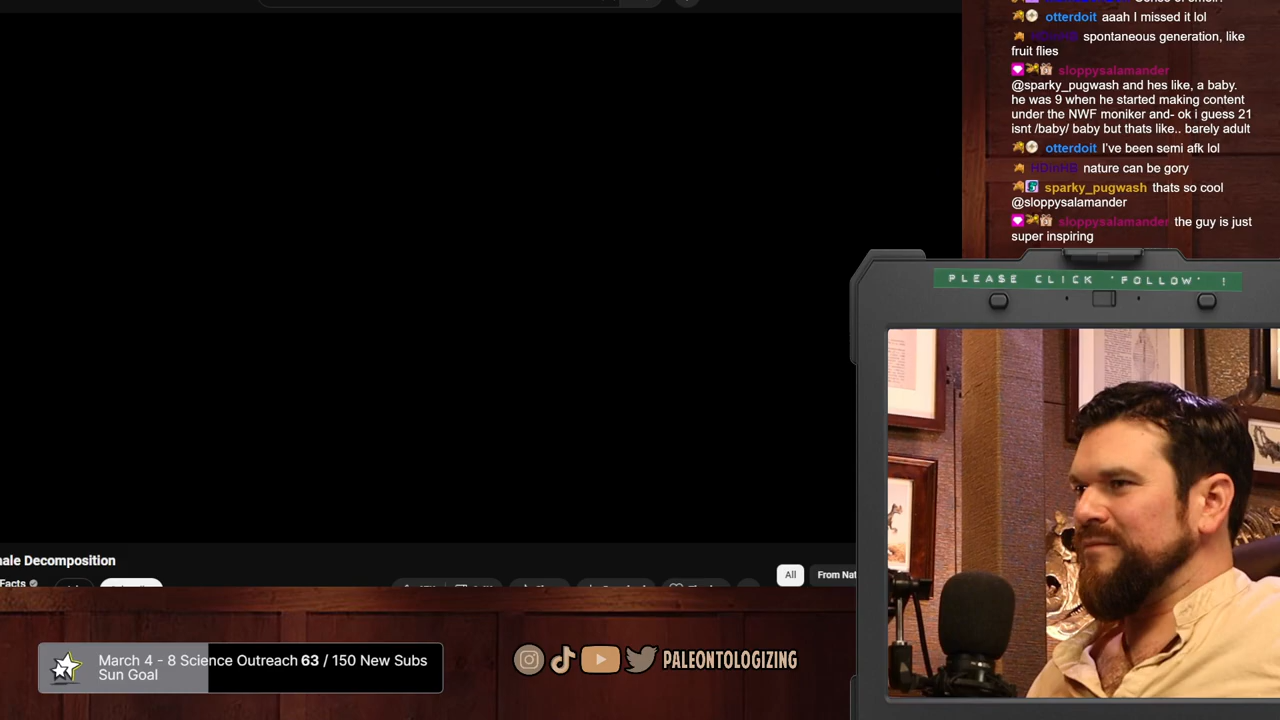 otterdoit aaah I missed it lol
HDinHB spontaneous generation, like
fruit flies
sloppysalamander
@sparky_pugwash and hes like, a baby.
he was 9 when he started making content
under the NWF moniker and- ok i guess 21
isnt /baby/ baby but thats like.. barely adult
otterdoit I've been semi afk lol
HDinHB nature can be gory
sparky_pugwash thats so cool
@sloppysalamander
sloppysalamander the guy is just
super inspiring
PLEASE CLICK 'FOLLOW' !
Decomposition
Facts
All
From Nat
March 4 - 8 Science Outreach 63 / 150 New Subs
Sun Goal
PALEONTOLOGIZING